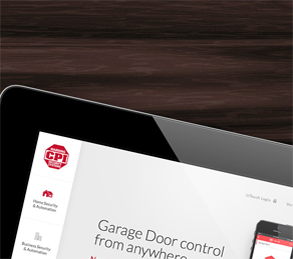 CPI
Home Security
& Automation
Business Security
& Automation
Garage Door control
from anywhere